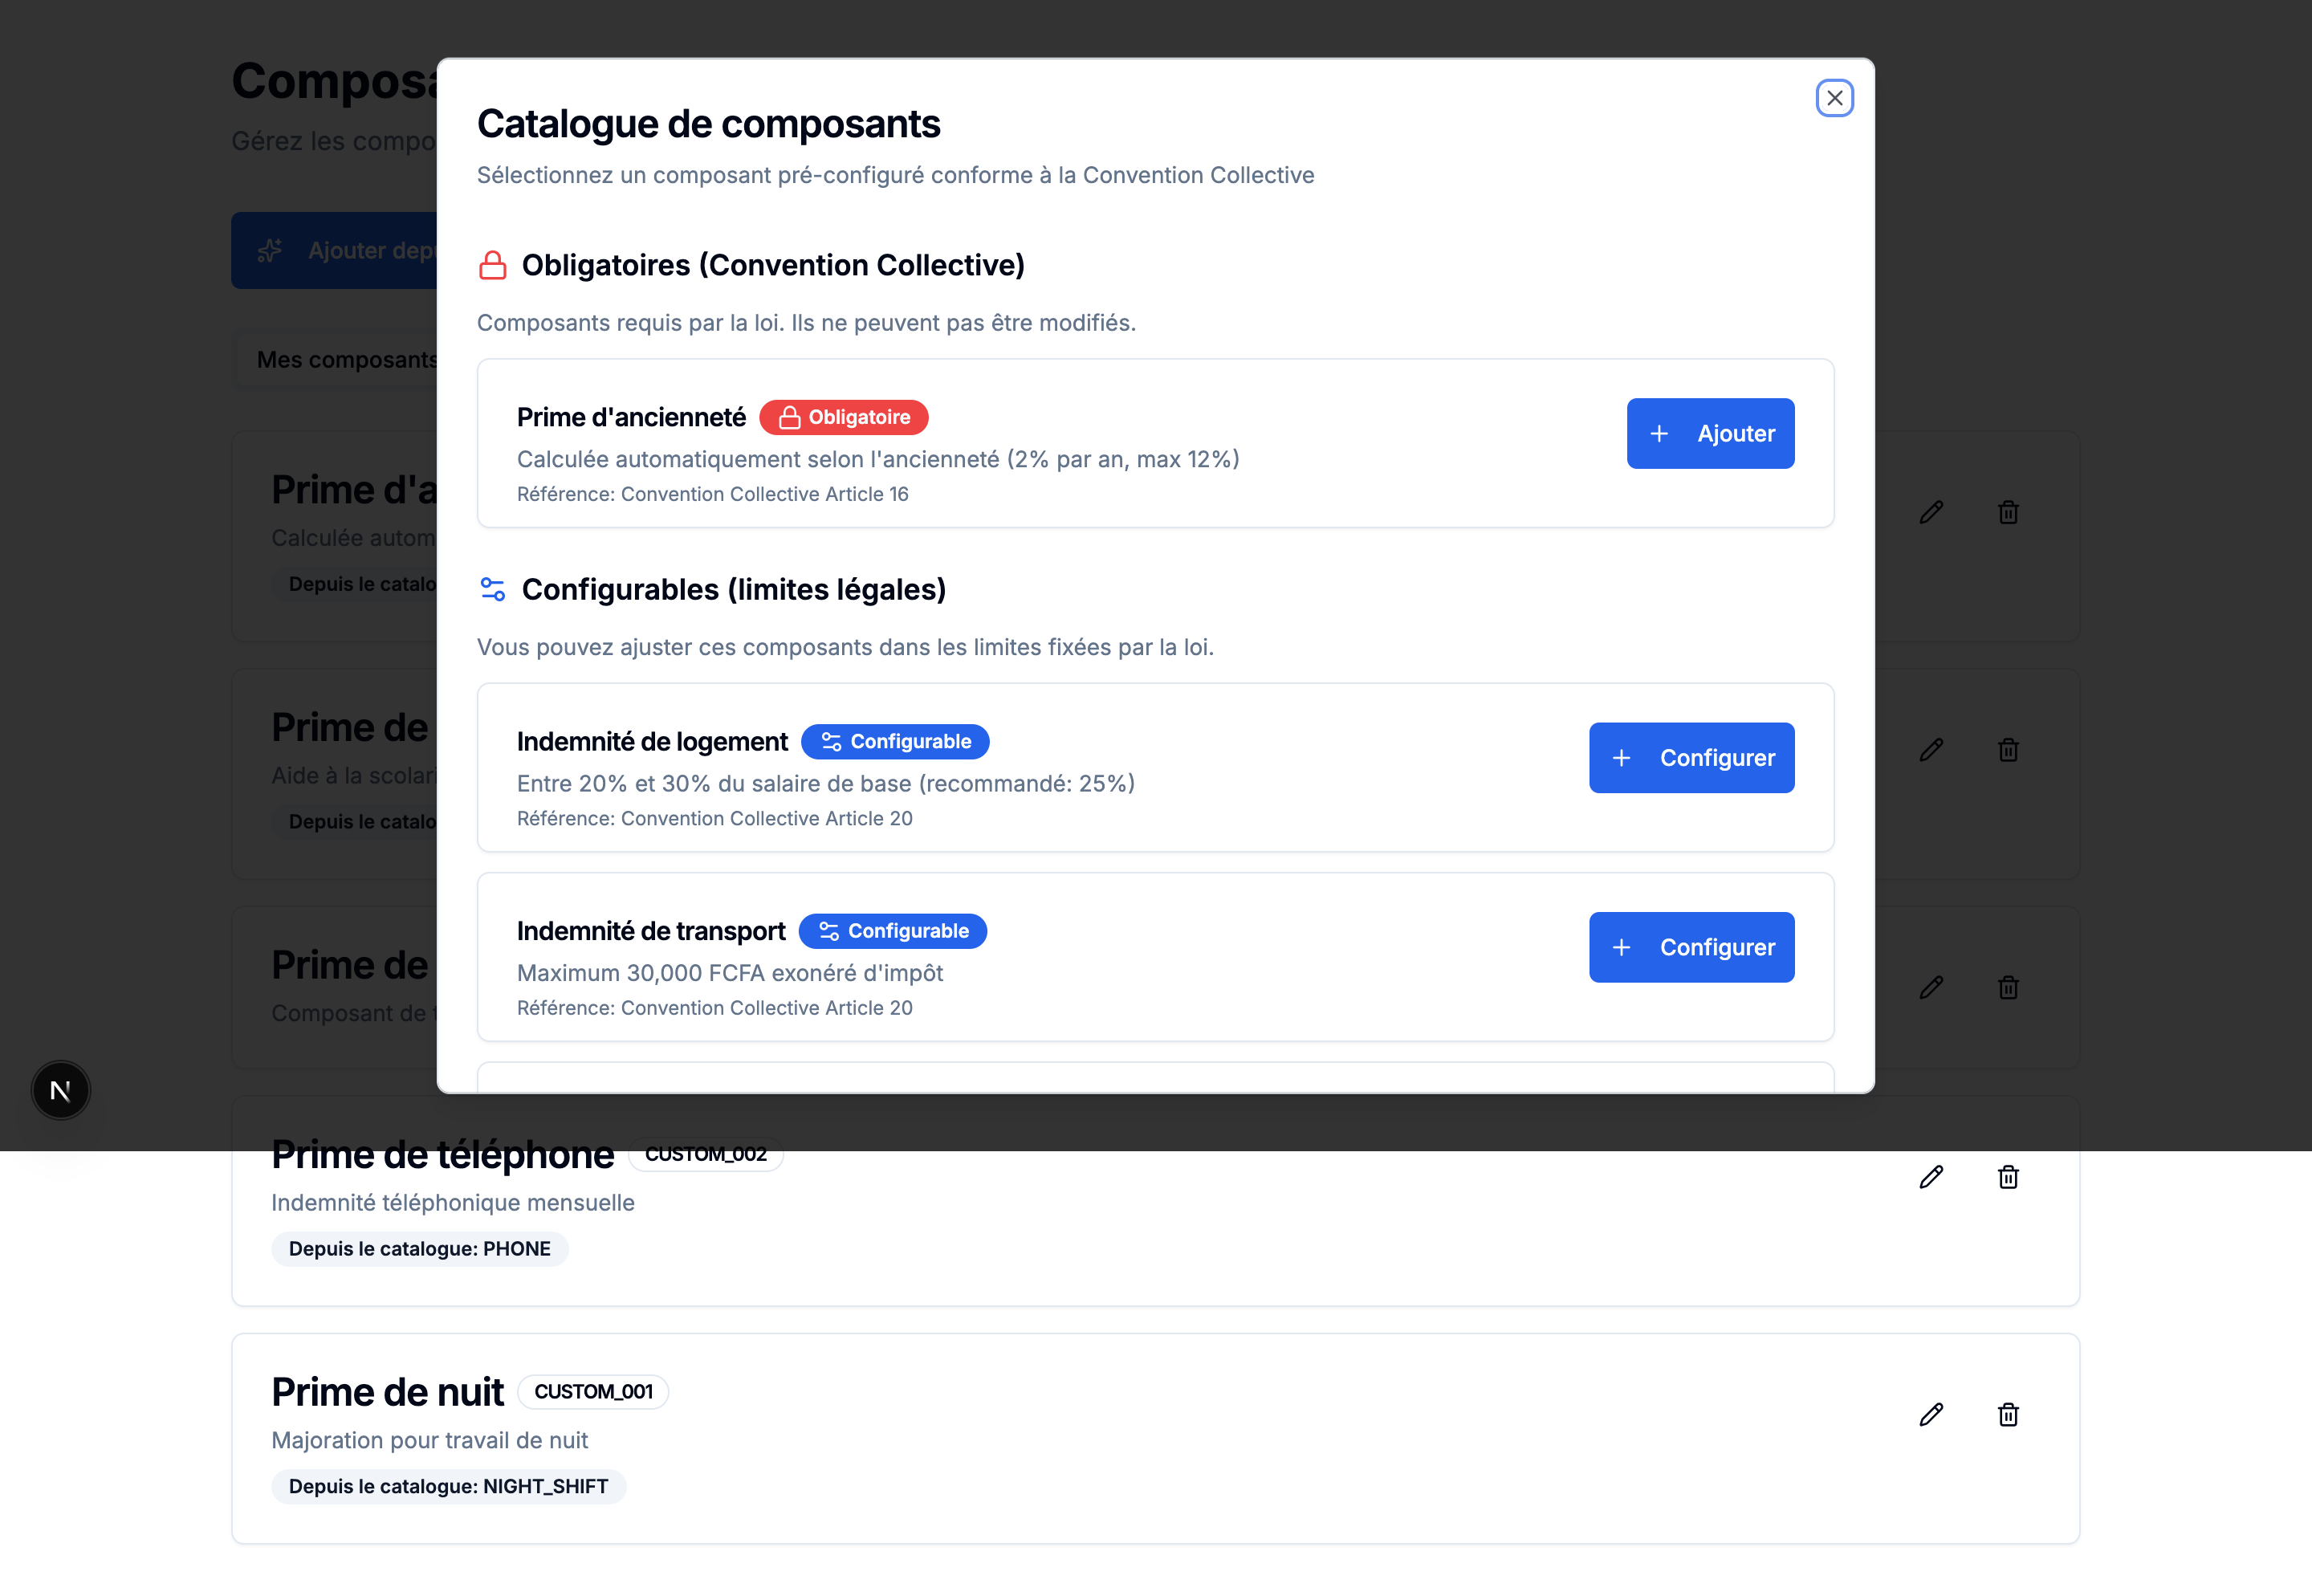 Catalogue de composants
Sélectionnez un composant pré-configuré conforme à la Convention Collective
Obligatoires (Convention Collective)
Composants requis par la loi. Ils ne peuvent pas être modifiés.
Prime d'ancienneté Obligatoire
Calculée automatiquement selon l'ancienneté (2% par an, max 12%)
Référence: Convention Collective Article 16
Ajouter
Configurables (limites légales)
Vous pouvez ajuster ces composants dans les limites fixées par la loi.
Indemnité de logement Configurable
Entre 20% et 30% du salaire de base (recommandé: 25%)
Référence: Convention Collective Article 20
Configurer
Indemnité de transport Configurable
Maximum 30,000 FCFA exonéré d'impôt
Référence: Convention Collective Article 20
Configurer
Gérez les
Ajouter
Mes composants
Prime
Calculée
Depuis le
Prime de
Aide à la
Depuis le
Prime de
Composant de
N
Prime de téléphone CUSTOM_002
Indemnité téléphonique mensuelle
Depuis le catalogue: PHONE
Prime de nuit CUSTOM_001
Majoration pour travail de nuit
Depuis le catalogue: NIGHT_SHIFT